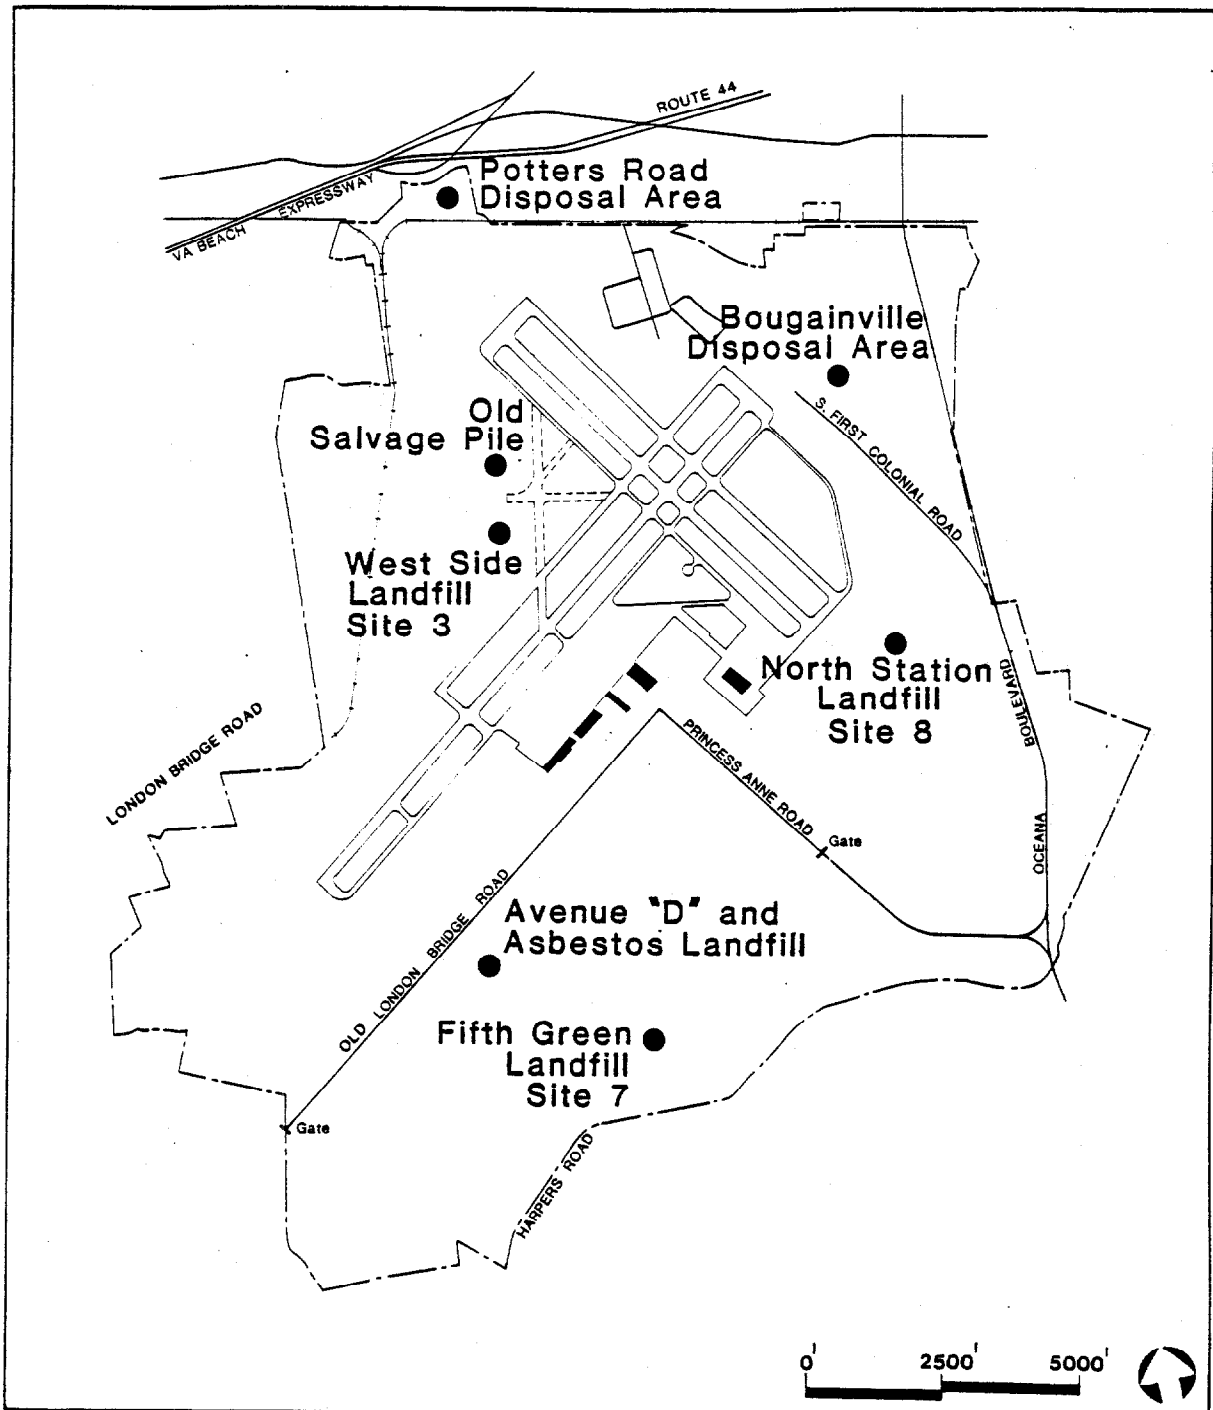 ROUTE 44
Potters Road
Disposal Area
VA BEACH EXPRESSWAY
Bougainville
Disposal Area
Old
Salvage Pile
S. FIRST COLONIAL ROAD
West Side
Landfill
Site 3
North Station
Landfill
Site 8
LONDON BRIDGE ROAD
PRINCESS ANNE ROAD
OCEANA BOULEVARD
Gate
Avenue "D" and
Asbestos Landfill
OLD LONDON BRIDGE ROAD
Fifth Green
Landfill
Site 7
Gate
HARPERS ROAD
0' 2500' 5000'